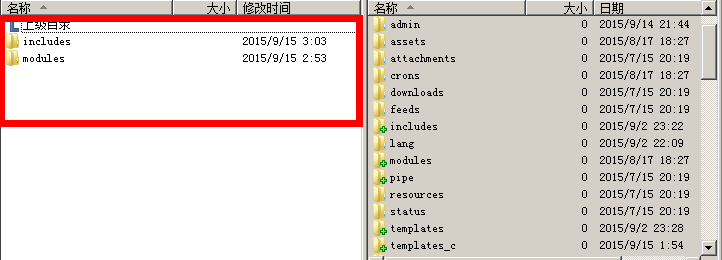 名称 大小 修改时间
上级目录
includes 2015/9/15 3:03
modules 2015/9/15 2:53
名称 大小 日期
admin 0 2015/9/14 21:44
assets 0 2015/8/17 18:27
attachments 0 2015/7/15 20:19
crons 0 2015/8/17 18:27
downloads 0 2015/7/15 20:19
feeds 0 2015/7/15 20:19
includes 0 2015/9/2 23:22
lang 0 2015/9/2 22:09
modules 0 2015/8/17 18:27
pipe 0 2015/7/15 20:19
resources 0 2015/7/15 20:19
status 0 2015/7/15 20:19
templates 0 2015/9/2 23:28
templates_c 0 2015/9/15 1:54